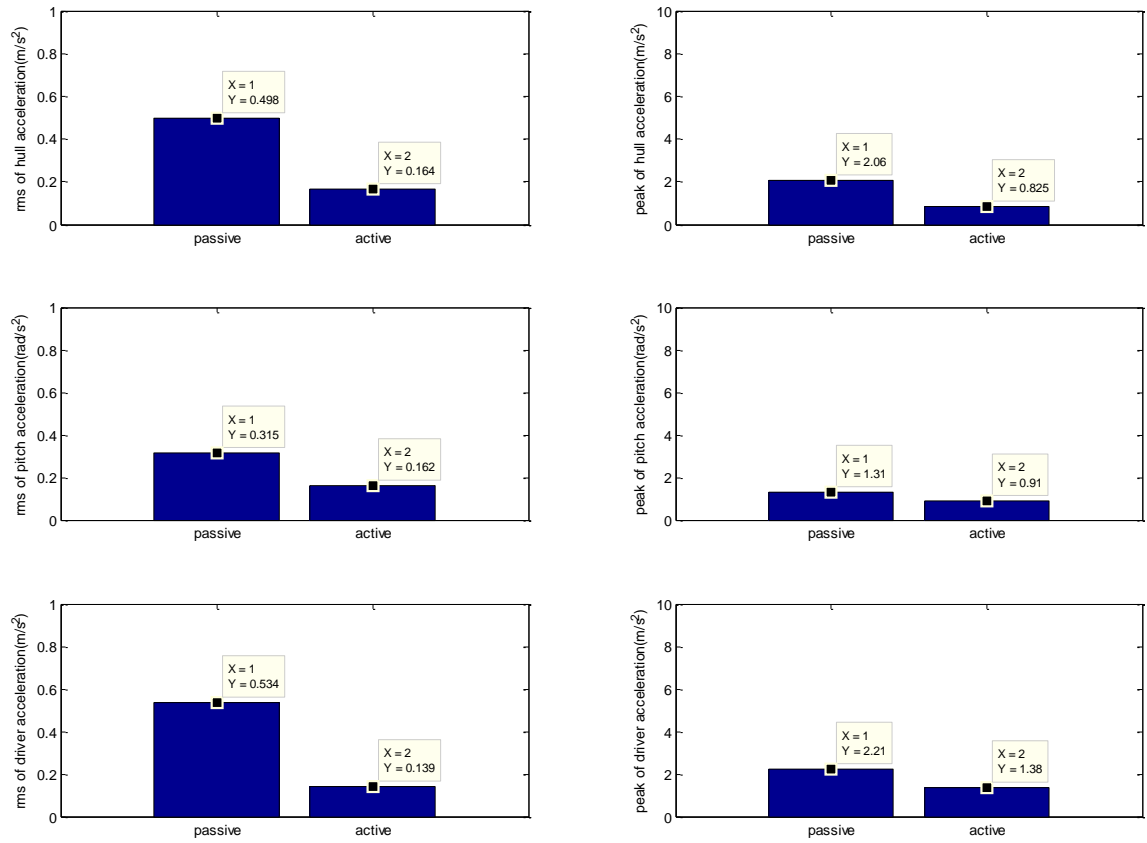 rms of hull acceleration(m/s²)
1
0.8
0.6
0.4
0.2
0
X = 1
Y = 0.498
X = 2
Y = 0.164
passive active
peak of hull acceleration(m/s²)
10
8
6
4
2
0
X = 1
Y = 2.06
X = 2
Y = 0.825
passive active
rms of pitch acceleration(rad/s²)
1
0.8
0.6
0.4
0.2
0
X = 1
Y = 0.315
X = 2
Y = 0.162
passive active
peak of pitch accleration(rad/s²)
10
8
6
4
2
0
X = 1
Y = 1.31
X = 2
Y = 0.91
passive active
rms of driver acceleration(m/s²)
1
0.8
0.6
0.4
0.2
0
X = 1
Y = 0.534
X = 2
Y = 0.139
passive active
peak of driver acceleration(m/s²)
10
8
6
4
2
0
X = 1
Y = 2.21
X = 2
Y = 1.38
passive active